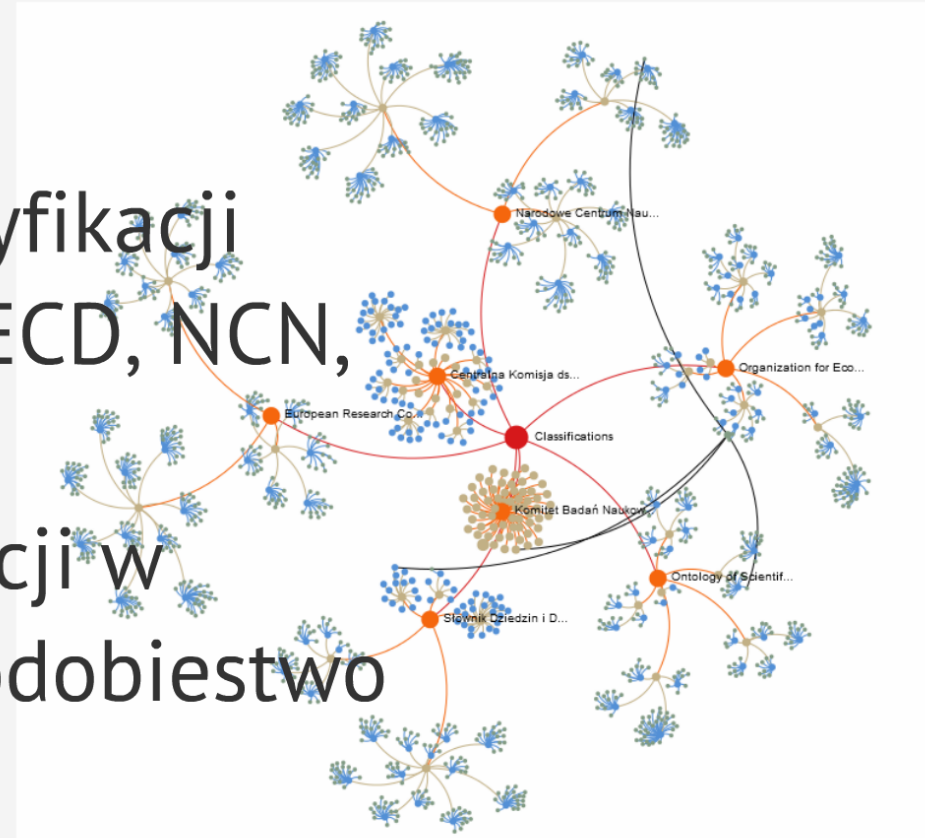 yfikacji
ECD, NCN,
cji w
odobiestwo
Narodowe Centrum Nau...
Centralna Komisja ds...
Organization for Eco...
European Research Co...
Classifications
Komitet Badań Naukow...
Ontology of Scientif...
Słownik Dziedzin i D...